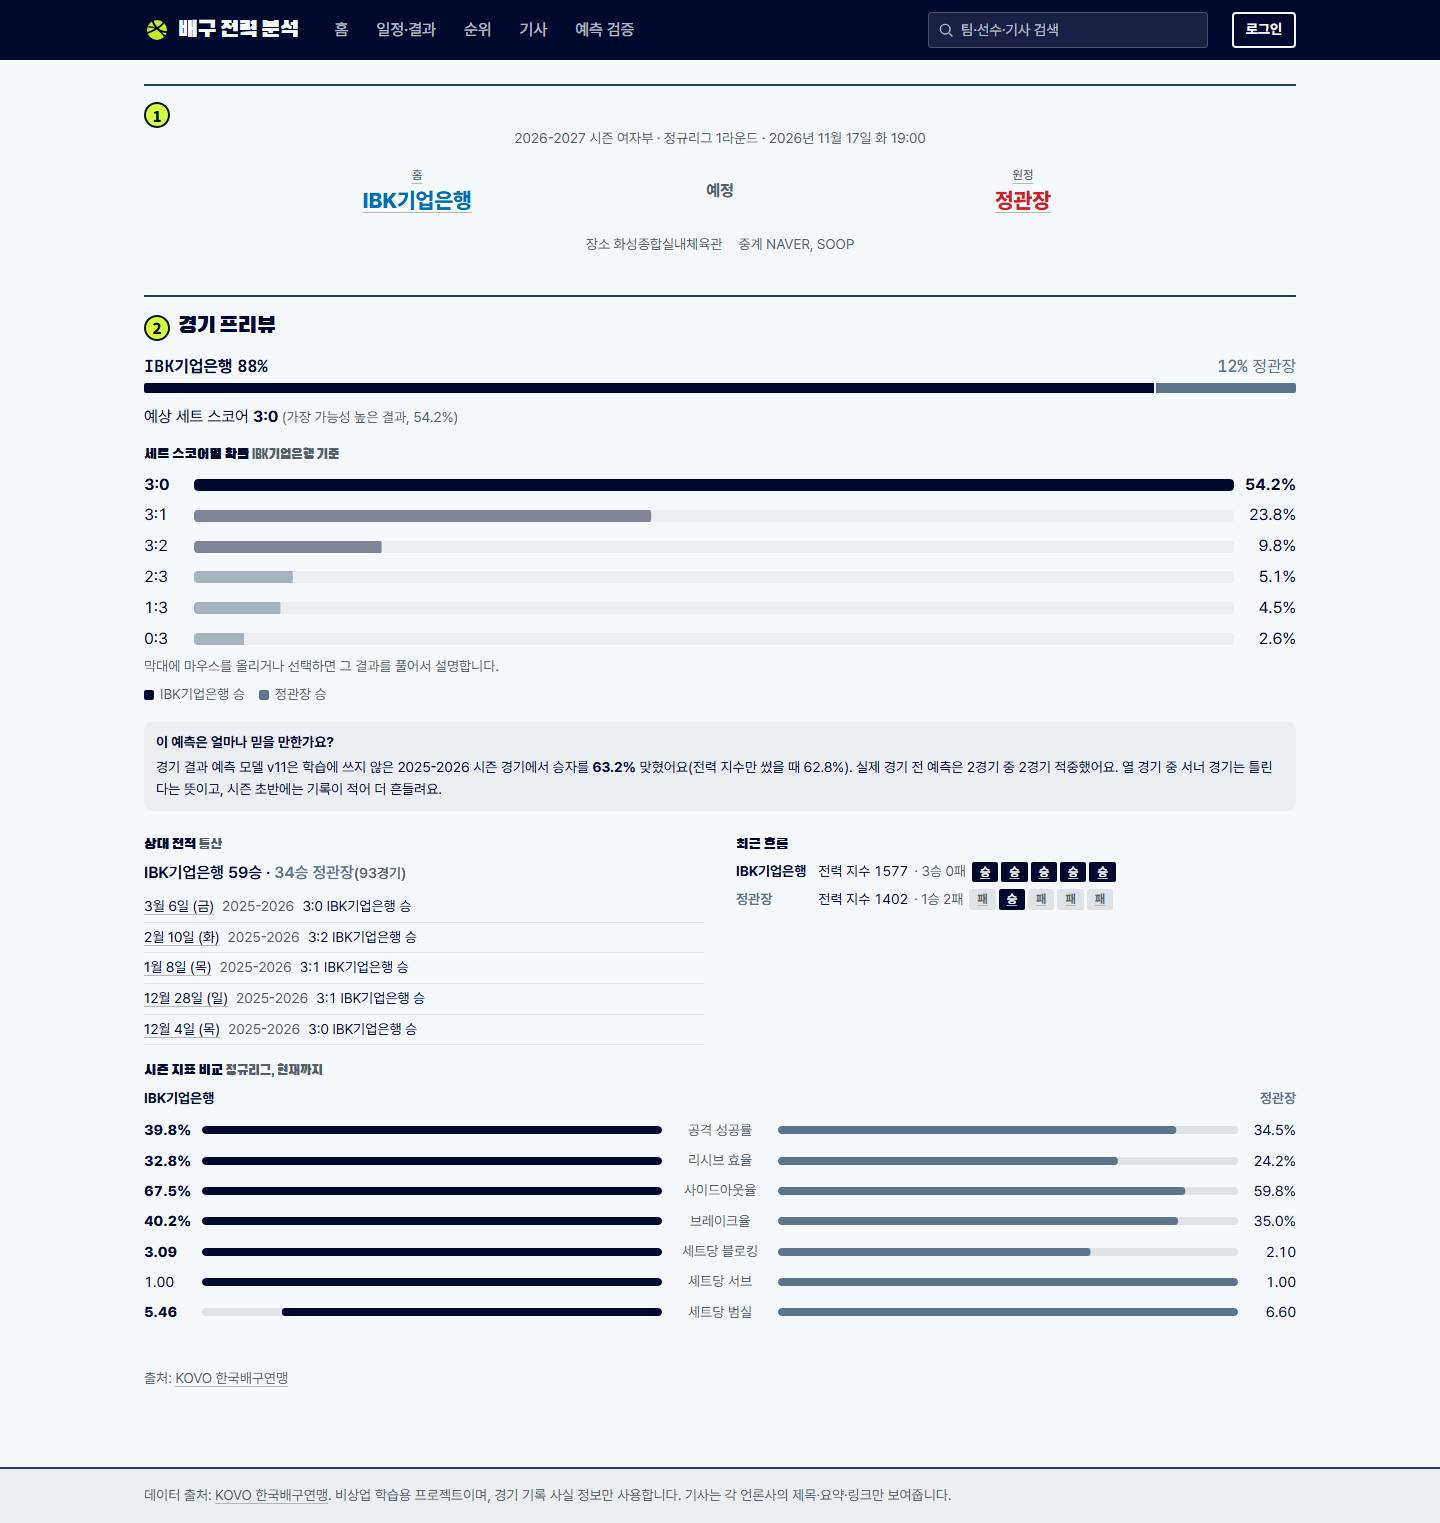 배구 전력 분석
홈 일정·결과 순위 기사 예측 검증
팀·선수·기사 검색
로그인
1
2026-2027 시즌 여자부 · 정규리그 1라운드 · 2026년 11월 17일 화 19:00
홈
IBK기업은행
예정
원정
정관장
장소 화성종합실내체육관 중계 NAVER, SOOP
2 경기 프리뷰
IBK기업은행 88%
12% 정관장
예상 세트 스코어 3:0 (가장 가능성 높은 결과, 54.2%)
세트 스코어별 확률 IBK기업은행 기준
3:0 54.2%
3:1 23.8%
3:2 9.8%
2:3 5.1%
1:3 4.5%
0:3 2.6%
막대에 마우스를 올리거나 선택하면 그 결과를 풀어서 설명합니다.
IBK기업은행 승 정관장 승
이 예측은 얼마나 믿을 만한가요?
경기 결과 예측 모델 v11은 학습에 쓰지 않은 2025-2026 시즌 경기에서 승자를 63.2% 맞혔어요(전력 지수만 썼을 때 62.8%). 실제 경기 전 예측은 2경기 중 2경기 적중했어요. 열 경기 중 서너 경기는 틀린
다는 뜻이고, 시즌 초반에는 기록이 적어 더 흔들려요.
상대 전적 통산
IBK기업은행 59승 · 34승 정관장(93경기)
3월 6일 (금) 2025-2026 3:0 IBK기업은행 승
2월 10일 (화) 2025-2026 3:2 IBK기업은행 승
1월 8일 (목) 2025-2026 3:1 IBK기업은행 승
12월 28일 (일) 2025-2026 3:1 IBK기업은행 승
12월 4일 (목) 2025-2026 3:0 IBK기업은행 승
최근 흐름
IBK기업은행 전력 지수 1577 · 3승 0패 승 승 승 승 승
정관장 전력 지수 1402 · 1승 2패 패 승 패 패 패
시즌 지표 비교 정규리그, 현재까지
IBK기업은행 정관장
39.8% 공격 성공률 34.5%
32.8% 리시브 효율 24.2%
67.5% 사이드아웃율 59.8%
40.2% 브레이크율 35.0%
3.09 세트당 블로킹 2.10
1.00 세트당 서브 1.00
5.46 세트당 범실 6.60
출처: KOVO 한국배구연맹
데이터 출처: KOVO 한국배구연맹. 비상업 학습용 프로젝트이며, 경기 기록 사실 정보만 사용합니다. 기사는 각 언론사의 제목·요약·링크만 보여줍니다.